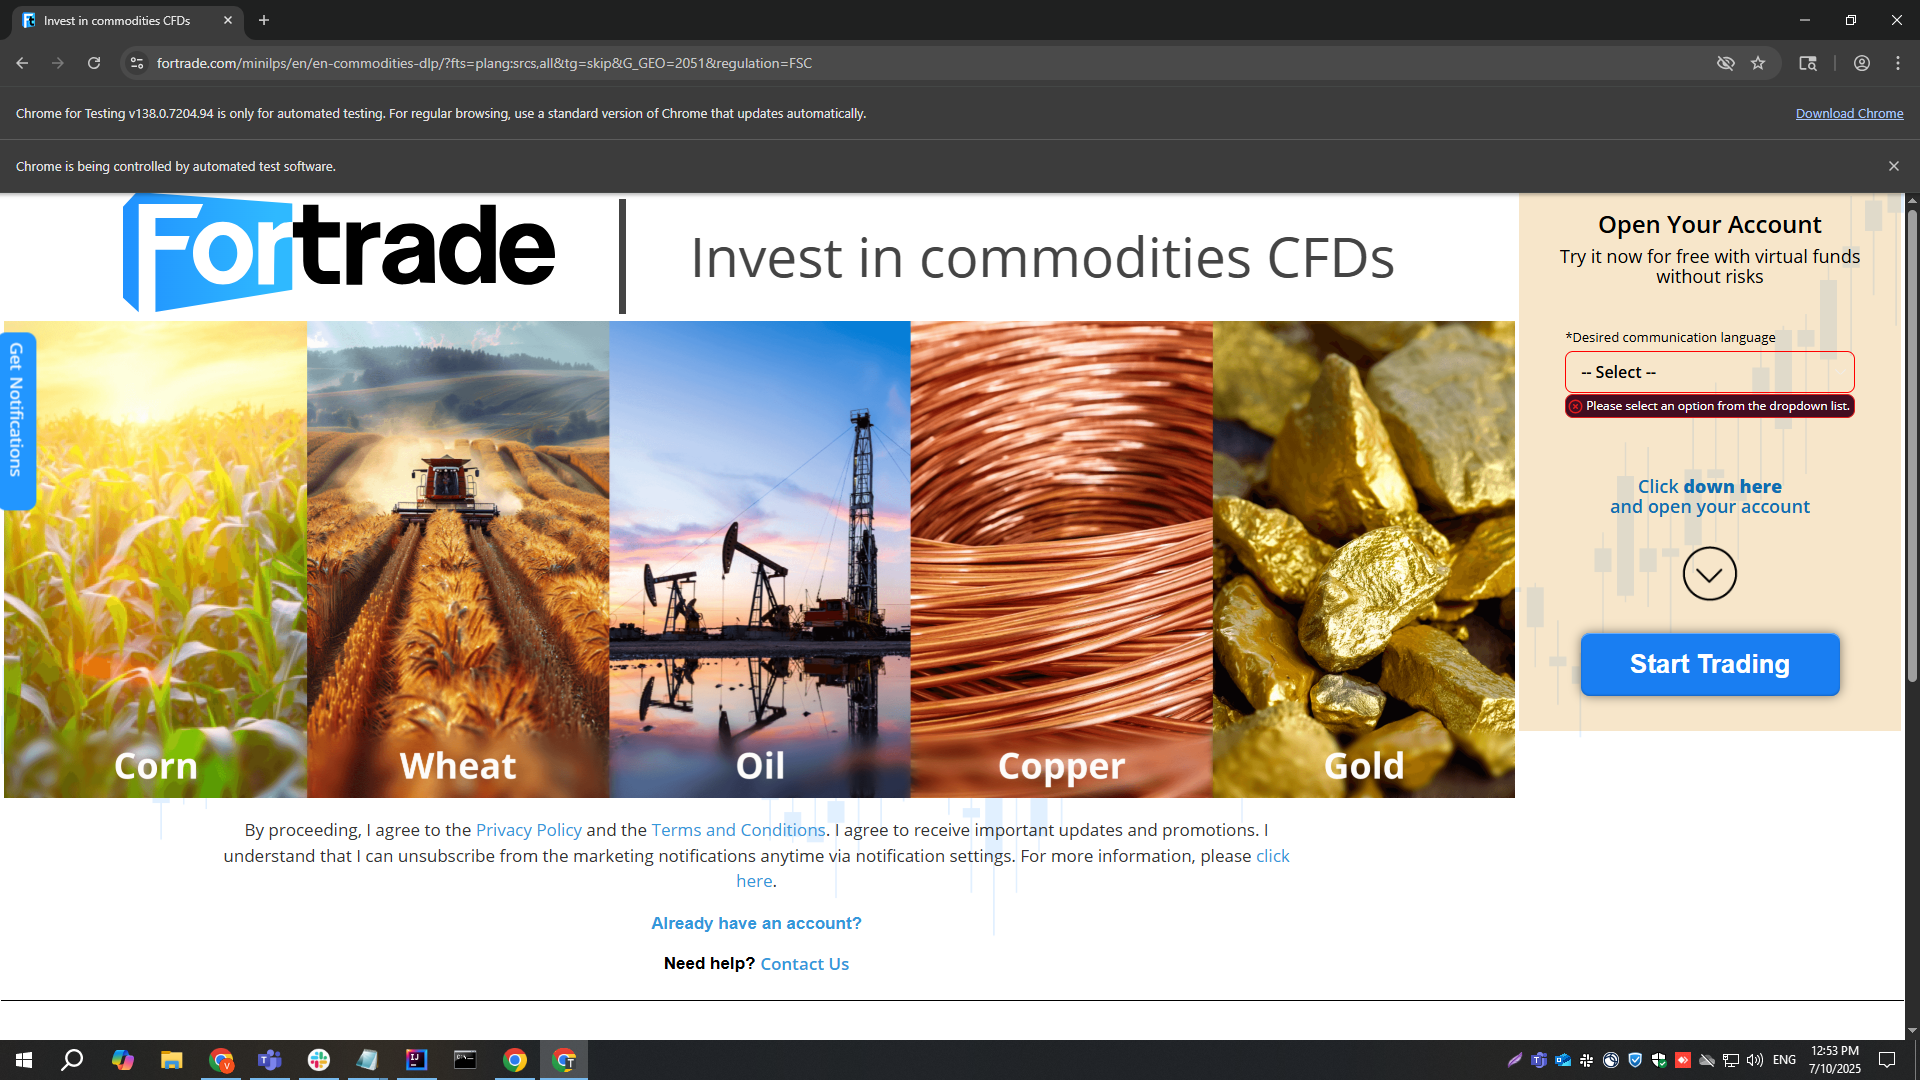 Invest in commodities CFDs
fortrade.com/minilps/en/en-commodities-dlp/?fts=plang:srcs,all&tg=skip&G_GEO=2051&regulation=FSC
Chrome for Testing v138.0.7204.94 is only for automated testing. For regular browsing, use a standard version of Chrome that updates automatically.
Download Chrome
Chrome is being controlled by automated test software.
Fortrade
Invest in commodities CFDs
Open Your Account
Try it now for free with virtual funds
without risks
*Desired communication language
-- Select --
Please select an option from the dropdown list.
Click down here
and open your account
Start Trading
Get Notifications
Corn
Wheat
Oil
Copper
Gold
By proceeding, I agree to the Privacy Policy and the Terms and Conditions. I agree to receive important updates and promotions. I
understand that I can unsubscribe from the marketing notifications anytime via notification settings. For more information, please click
here.
Already have an account?
Need help? Contact Us
ENG
12:53 PM
7/10/2025